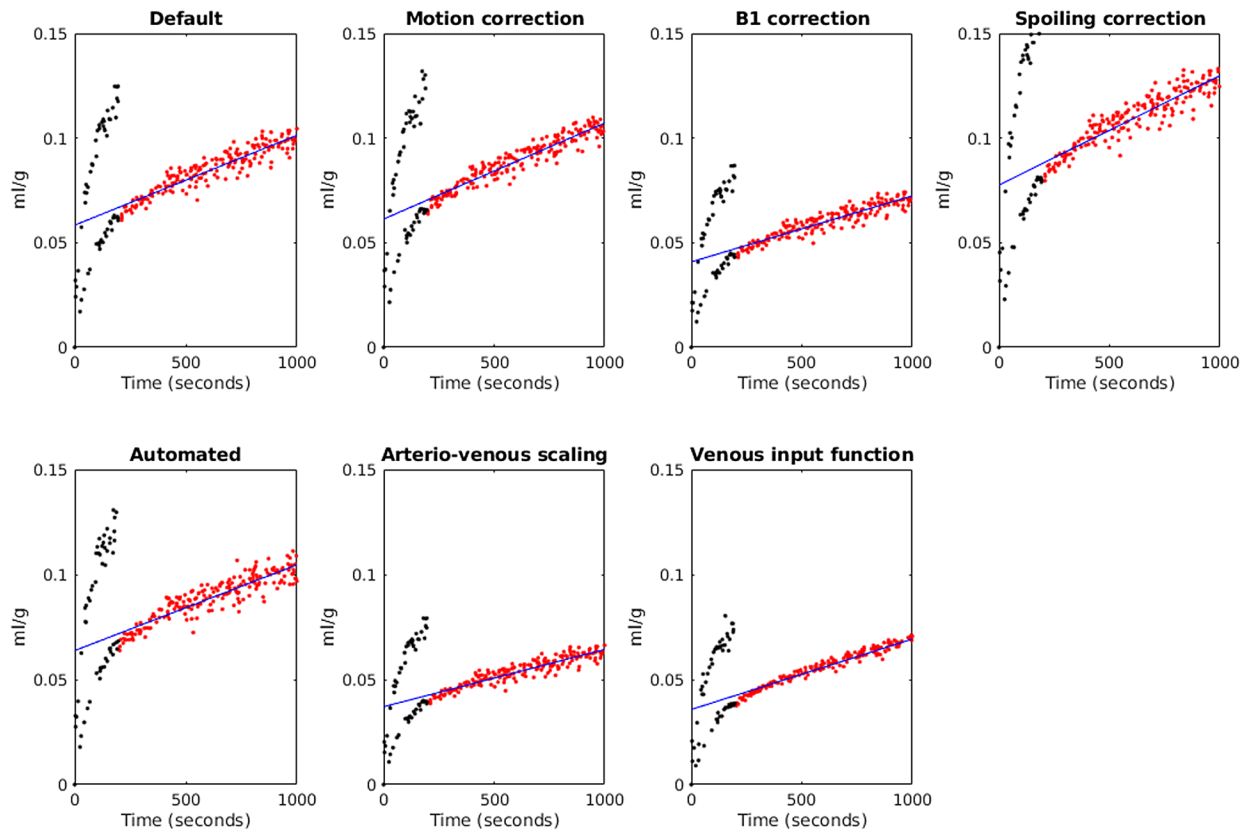 Default
Motion correction
B1 correction
Spoiling correction
0.15
0.15
0.15
0.15
0.1
0.1
0.1
0.1
ml/g
ml/g
ml/g
ml/g
0.05
0.05
0.05
0.05
0
0
0
0
0 500 1000
0 500 1000
0 500 1000
0 500 1000
Time (seconds)
Time (seconds)
Time (seconds)
Time (seconds)
Automated
Arterio-venous scaling
Venous input function
0.15
0.15
0.15
0.1
0.1
0.1
ml/g
ml/g
ml/g
0.05
0.05
0.05
0
0
0
0 500 1000
0 500 1000
0 500 1000
Time (seconds)
Time (seconds)
Time (seconds)